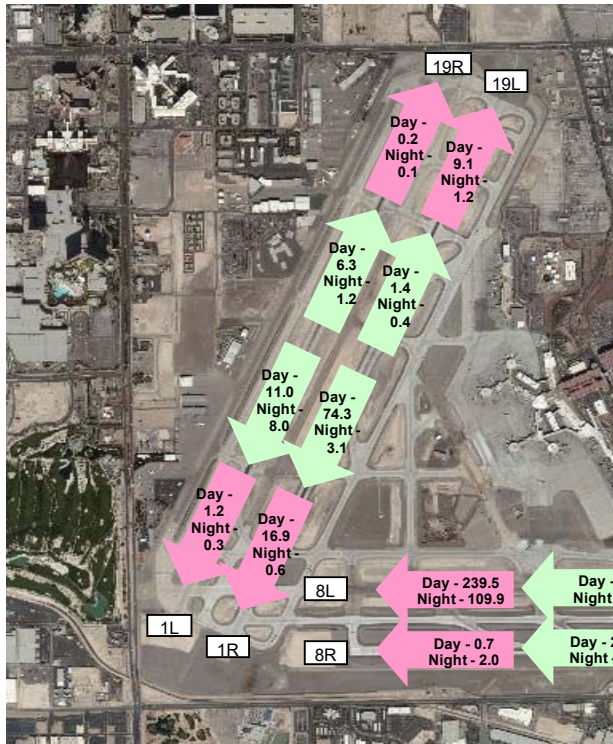 19R
19L
Day -
0.2
Night -
0.1
Day -
9.1
Night -
1.2
Day -
6.3
Night -
1.2
Day -
1.4
Night -
0.4
Day -
11.0
Night -
8.0
Day -
74.3
Night -
3.1
Day -
1.2
Night -
0.3
Day -
16.9
Night -
0.6
8L
Day - 239.5
Night - 109.9
Day -
Night
1L
1R
8R
Day - 0.7
Night - 2.0
Day - 2
Night -